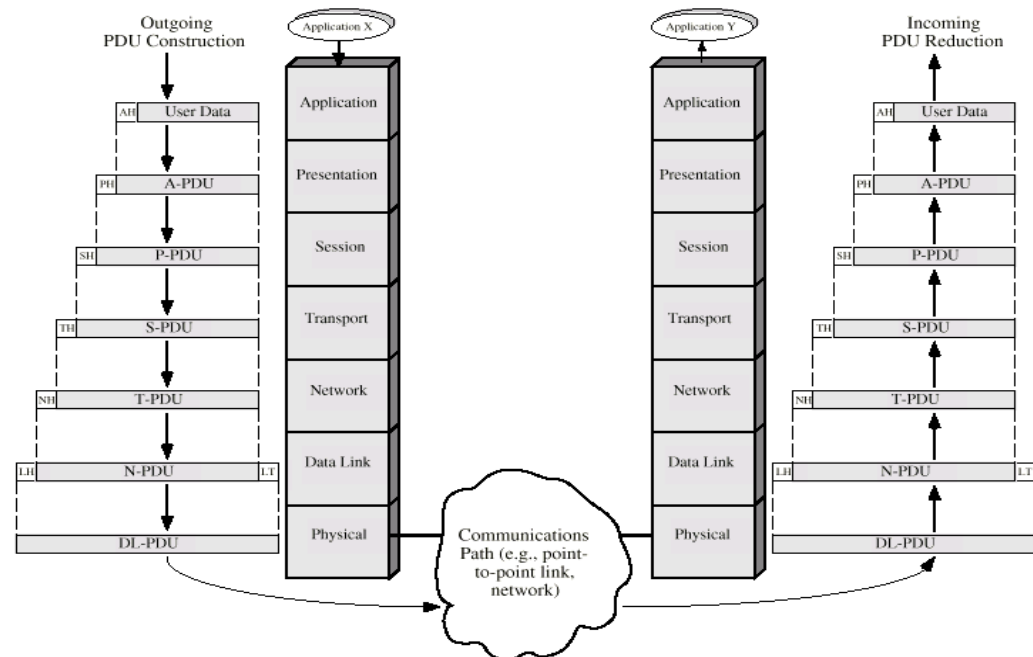 Outgoing
PDU Construction
Application X
Application Y
Incoming
PDU Reduction
AH
User Data
Application
Application
AH
User Data
PH
A-PDU
Presentation
Presentation
PH
A-PDU
SH
P-PDU
Session
Session
SH
P-PDU
TH
S-PDU
Transport
Transport
TH
S-PDU
NH
T-PDU
Network
Network
NH
T-PDU
LH
N-PDU
LT
Data Link
Data Link
LH
N-PDU
LT
DL-PDU
Physical
Communications
Path (e.g., point-
to-point link,
network)
Physical
DL-PDU